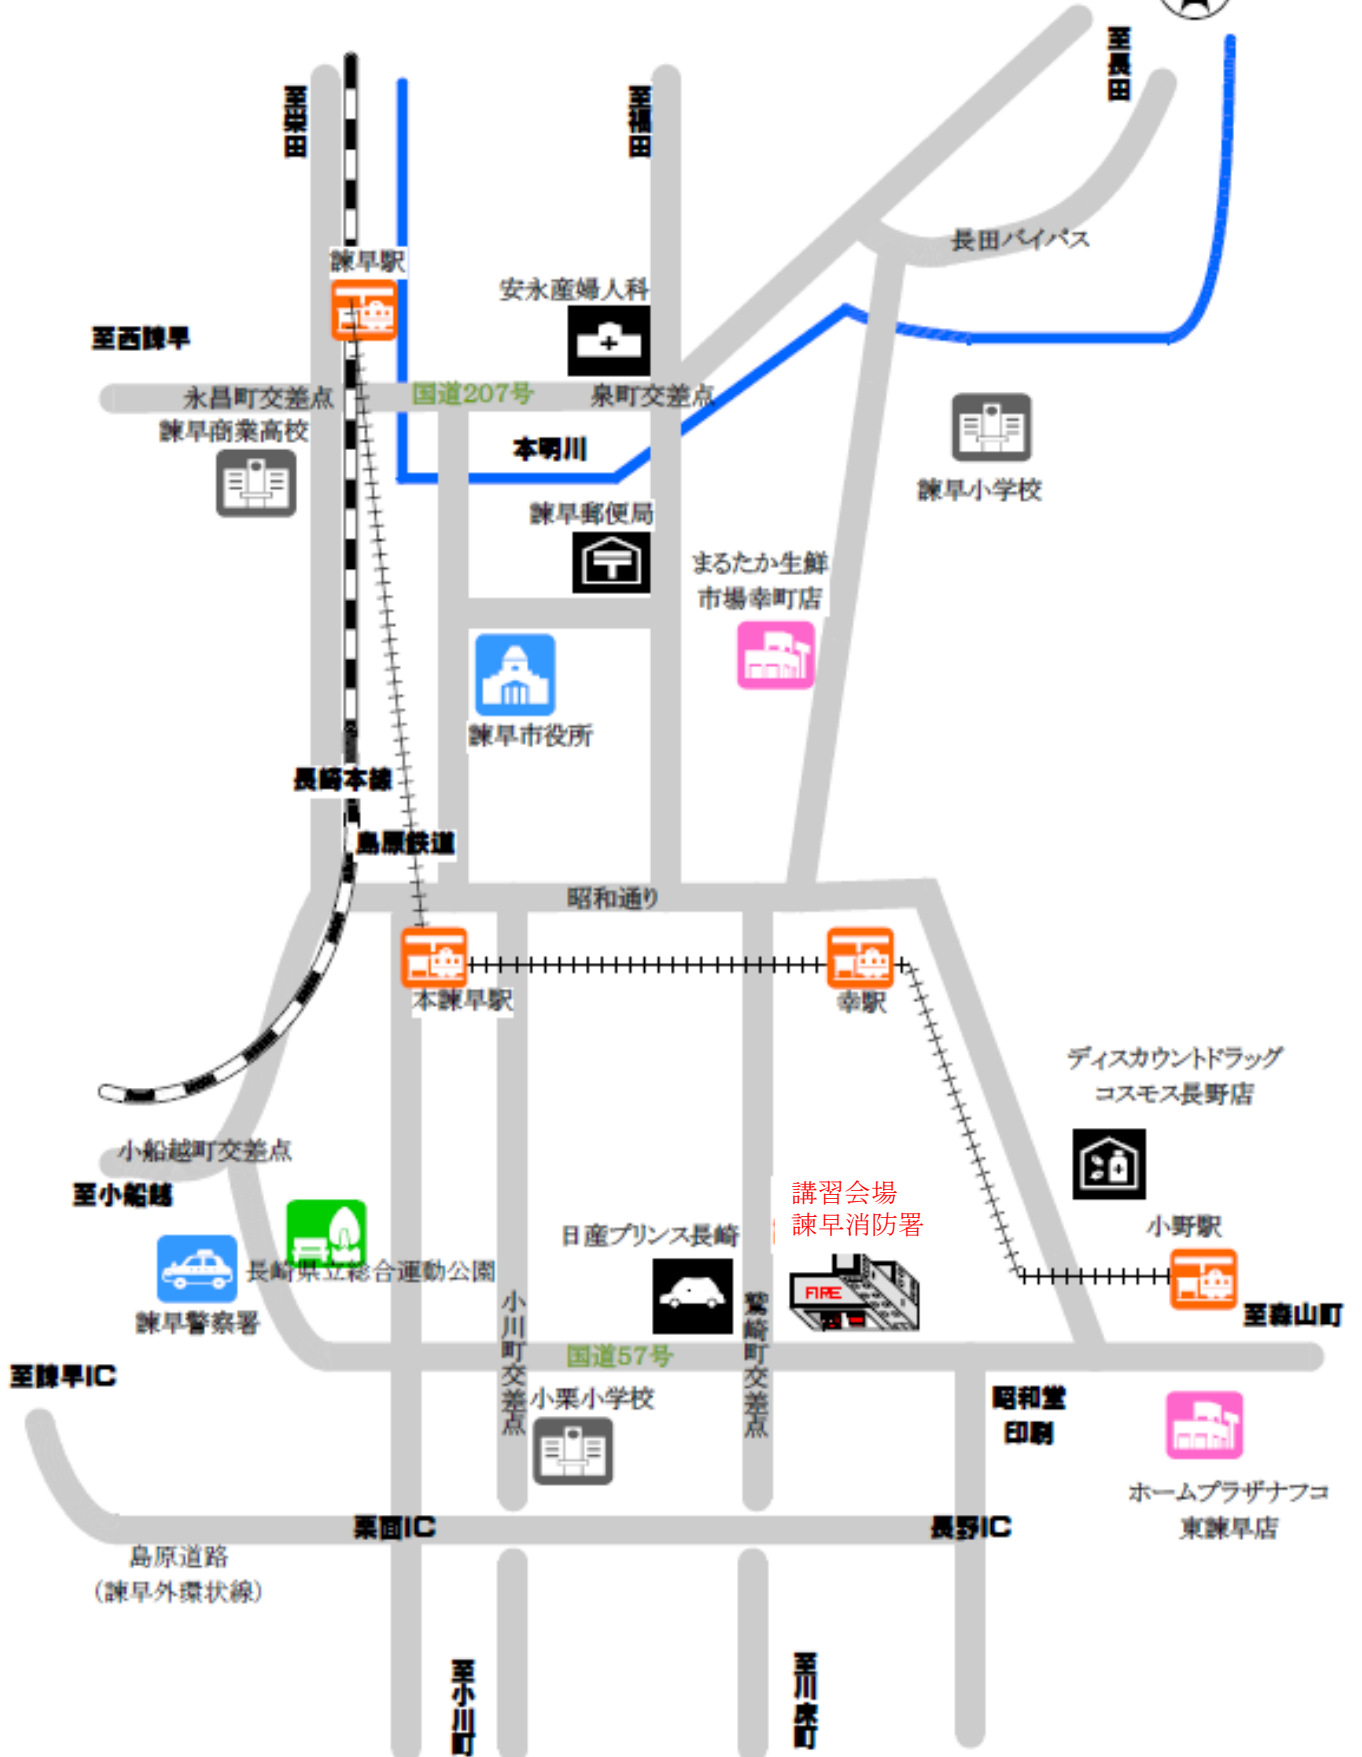 至長田
至栄田
至福田
長田バイパス
諫早駅
安永産婦人科
至西諫早
永昌町交差点
国道207号
泉町交差点
諫早商業高校
本明川
諫早小学校
諫早郵便局
まるたか生鮮
市場幸町店
諫早市役所
長崎本線
島原鉄道
昭和通り
本諫早駅
幸駅
ディスカウントドラッグ
コスモス長野店
小船越町交差点
至小船越
講習会場
諫早消防署
日産プリンス長崎
小野駅
長崎県立総合運動公園
FIRE
諫早警察署
小川町交差点
鷲崎町交差点
至森山町
国道57号
至諫早IC
小栗小学校
昭和堂
印刷
ホームプラザナフコ
東諫早店
栗面IC
長野IC
島原道路
(諫早外環状線)
至小川町
至川床町